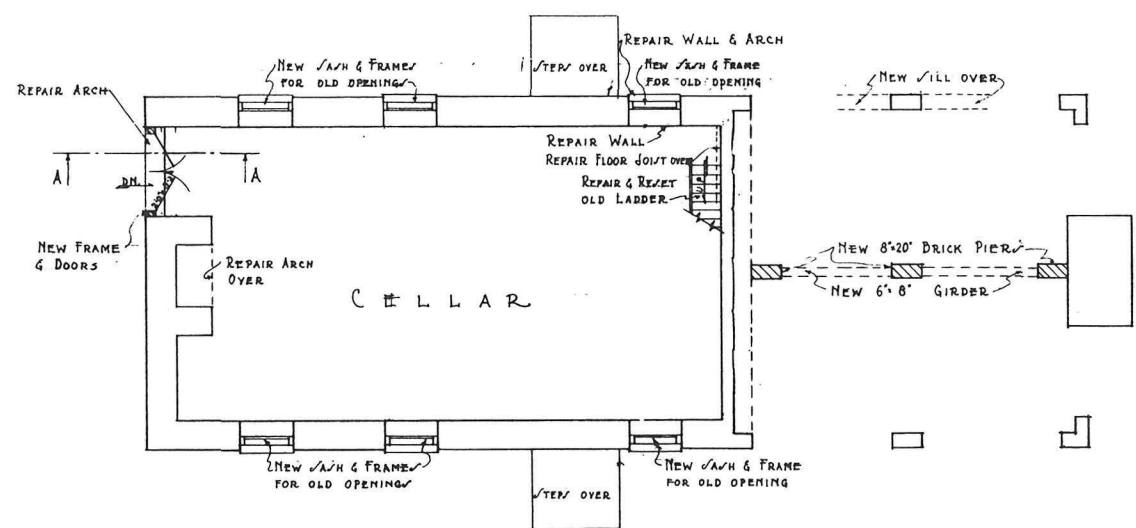 REPAIR WALL & ARCH
STEPS OVER
NEW SASH & FRAMES
FOR OLD OPENINGS
NEW SASH & FRAME
FOR OLD OPENING
NEW SILL OVER
REPAIR ARCH
REPAIR WALL
REPAIR FLOOR JOIST OVER
A
A
DN.
REPAIR & RESET
OLD LADDER
UP
NEW FRAME
& DOORS
REPAIR ARCH
OVER
NEW 8"x20" BRICK PIERS
NEW 6"x8" GIRDER
CELLAR
NEW SASH & FRAMES
FOR OLD OPENINGS
NEW SASH & FRAME
FOR OLD OPENING
STEPS OVER